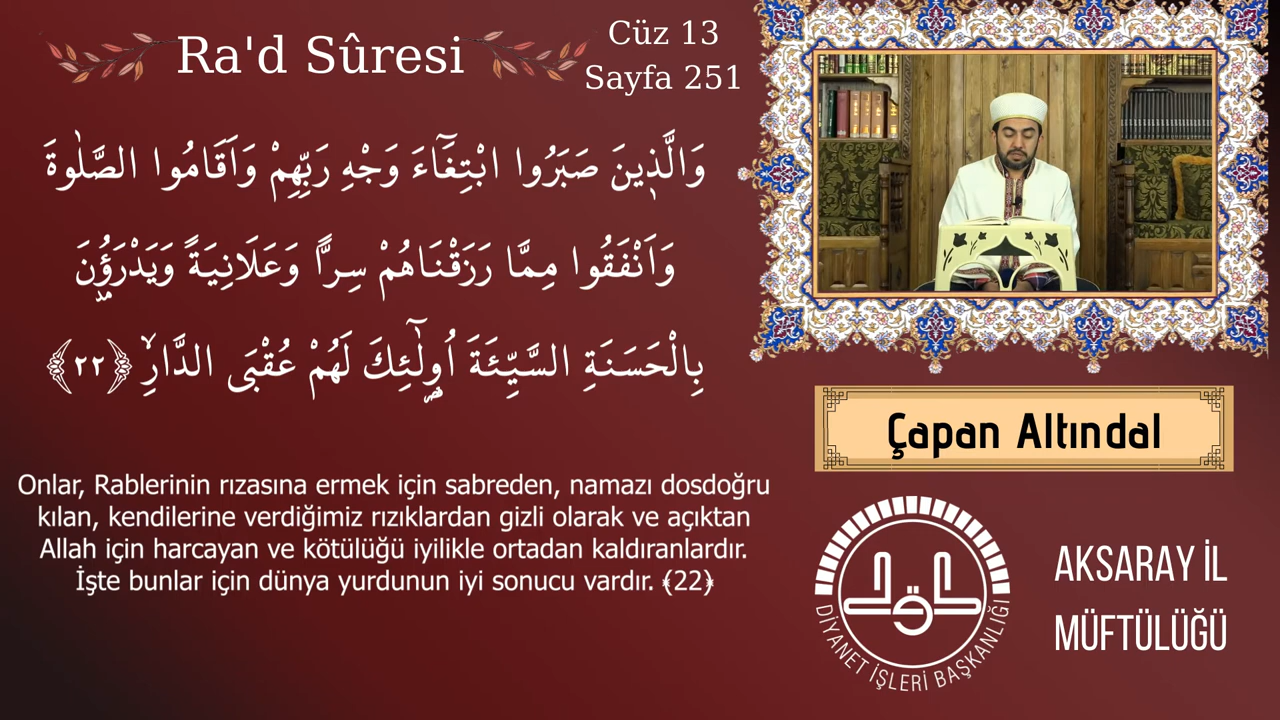 Ra'd Sûresi
Cüz 13
Sayfa 251
وَالَّذ۪ينَ صَبَرُوا ابْتِغَٓاءَ وَجْهِ رَبِّهِمْ وَاَقَامُوا الصَّلٰوةَ
وَاَنْفَقُوا مِمَّا رَزَقْنَاهُمْ سِراًّ وَعَلَانِيَةً وَيَدْرَؤُ۫نَ
بِالْحَسَنَةِ السَّيِّئَةَ اُو۬لٰٓئِكَ لَهُمْ عُقْبَى الدَّارِۙ ﴿٢٢﴾
Onlar, Rablerinin rızasına ermek için sabreden, namazı dosdoğru
kılan, kendilerine verdiğimiz rızıklardan gizli olarak ve açıktan
Allah için harcayan ve kötülüğü iyilikle ortadan kaldıranlardır.
İşte bunlar için dünya yurdunun iyi sonucu vardır. ﴾22﴿
Çapan Altındal
DİYANET İŞLERİ BAŞKANLIĞI
AKSARAY İL
MÜFTÜLÜĞÜ